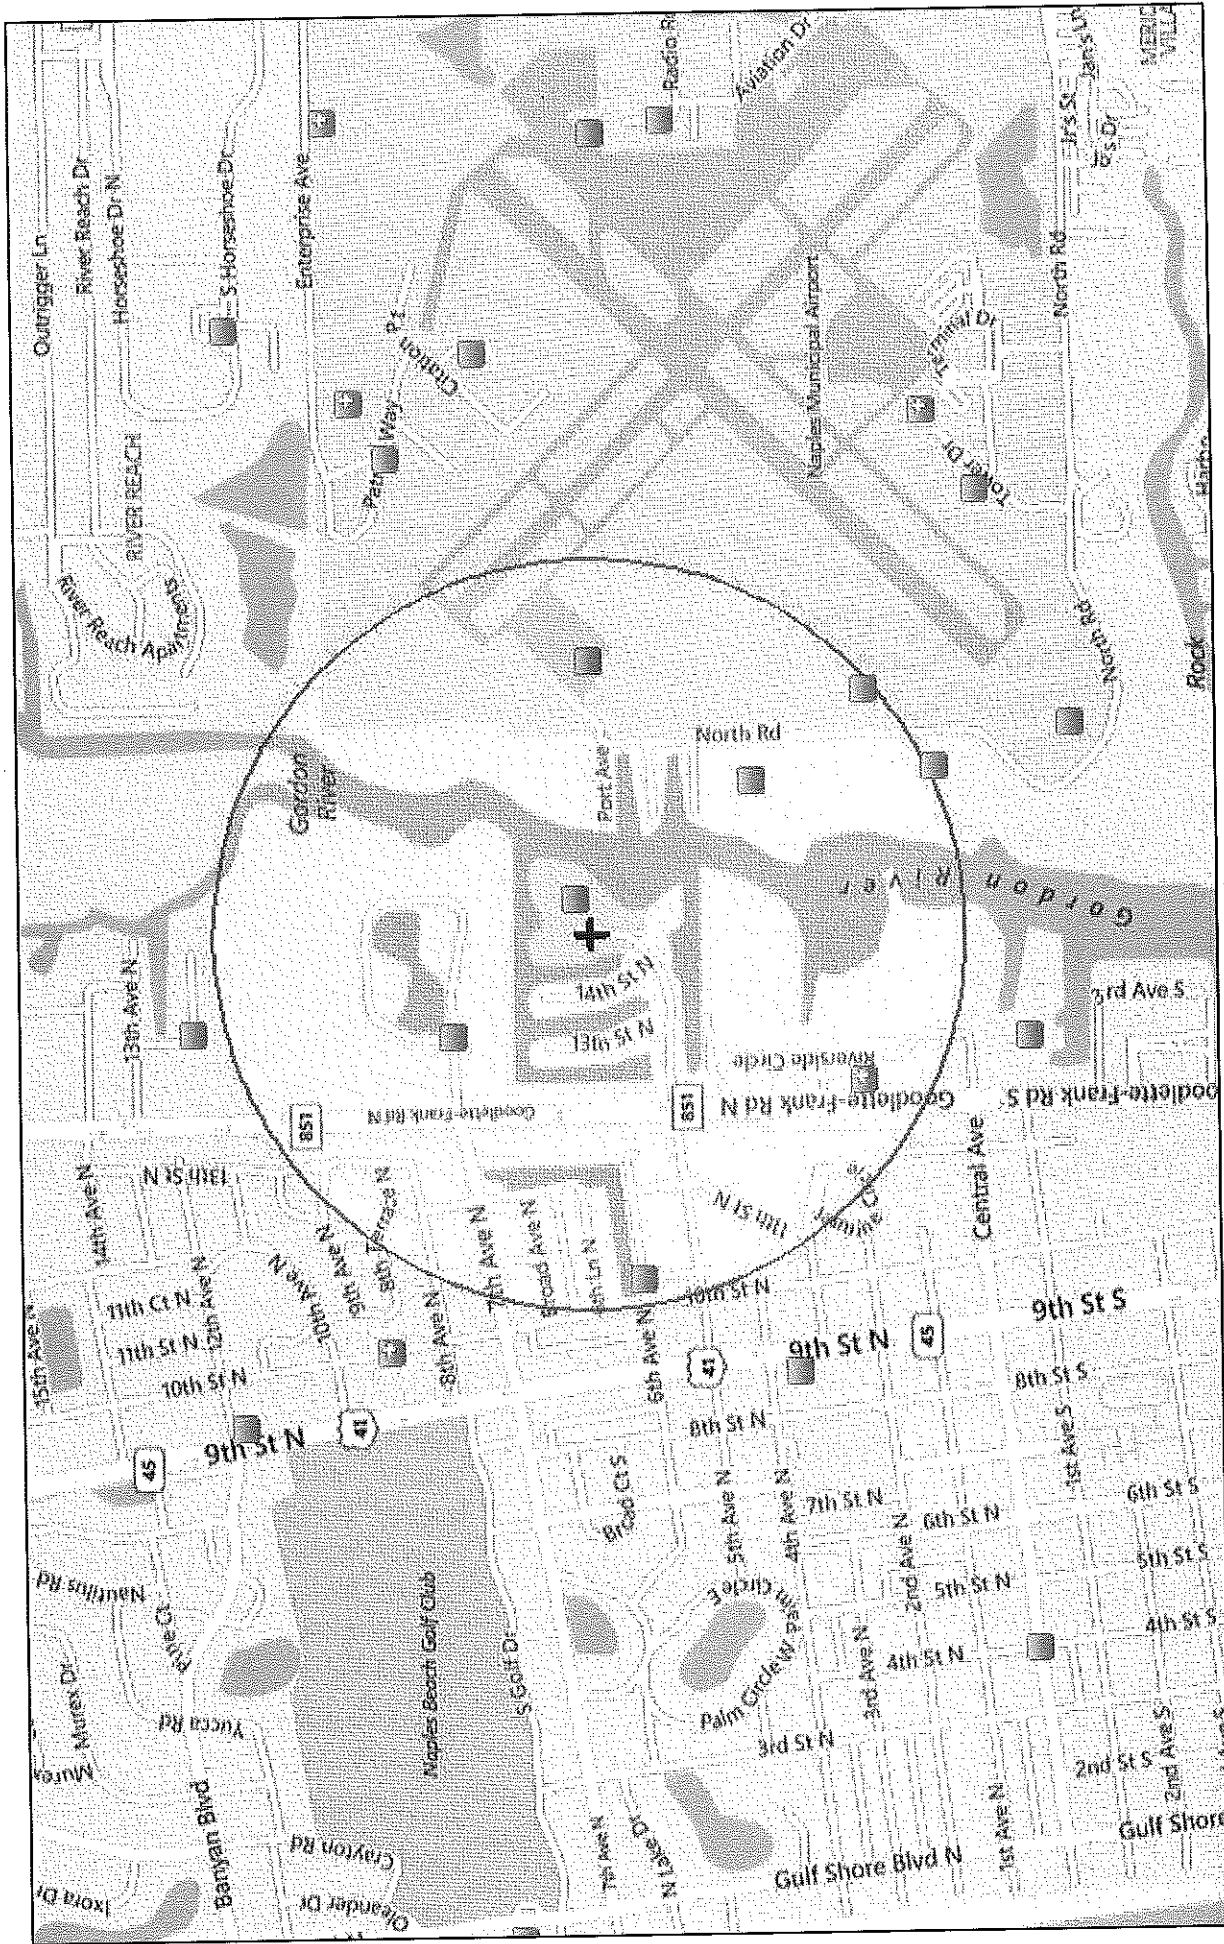 Outrigger Ln
River Reach Dr
Horseshoe Dr N
S Horseshoe Dr
Enterprise Ave
Radio R
Aviation Dr
Jan's Ln
Jr's St
VILLA
RIVER REACH
River Reach Apartments
Citation Pt
Way
Naples Municipal Airport
Terminal Dr
Tower Dr
North Rd
North Rd
Rock
Gordon
River
Port Ave
North Rd
Gordon River
13th Ave N
14th St N
13th St N
Riverside Circle
3rd Ave S
Goodlette-Frank Rd N
851
851
Goodlette-Frank Rd N
oodlette-Frank Rd S
14th Ave N
13th St N
15th Ave N
11th Ct N
11th St N
12th Ave N
10th St N
10th Ave N
9th Ave N
8th Terrace N
8th Ave N
7th Ave N
Broad Ave N
6th Ave N
11th St N
10th St N
Central Ave
9th St N
9th St N
9th St S
45
41
41
45
8th St N
8th St S
1st Ave S
Broad Ct S
5th Ave N
4th Ave N
7th St N
6th St N
6th St S
2nd Ave N
5th St N
5th St S
4th St N
4th St S
Nautilus Rd
Murex Dr
Murex
Yucca Rd
Banyan Blvd
Ixora Dr
Crayton Rd
Oleander Dr
Naples Beach Golf Club
S Golf Dr
Palm Circle E
Palm Circle W
3rd Ave N
3rd St N
7th Ave N
N Lake Dr
Gulf Shore Blvd N
1st Ave N
2nd St S
2nd Ave S
Gulf Shore